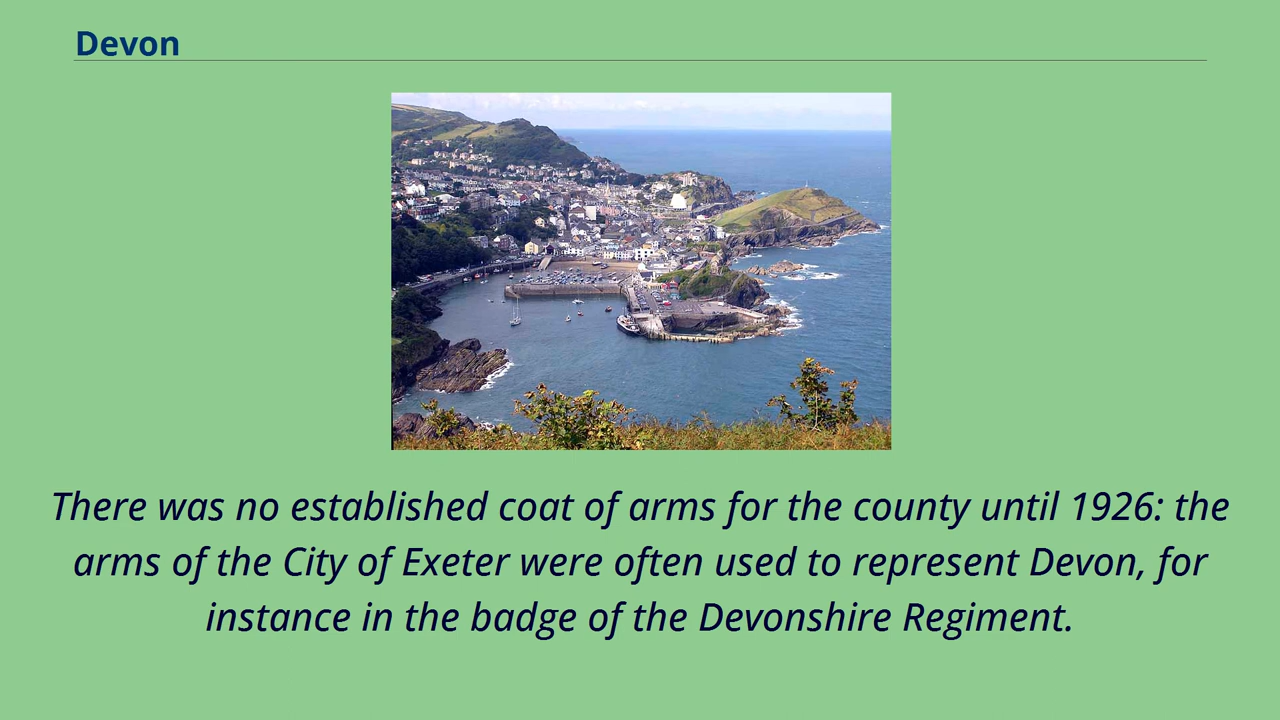 Devon
There was no established coat of arms for the county until 1926: the
arms of the City of Exeter were often used to represent Devon, for
instance in the badge of the Devonshire Regiment.